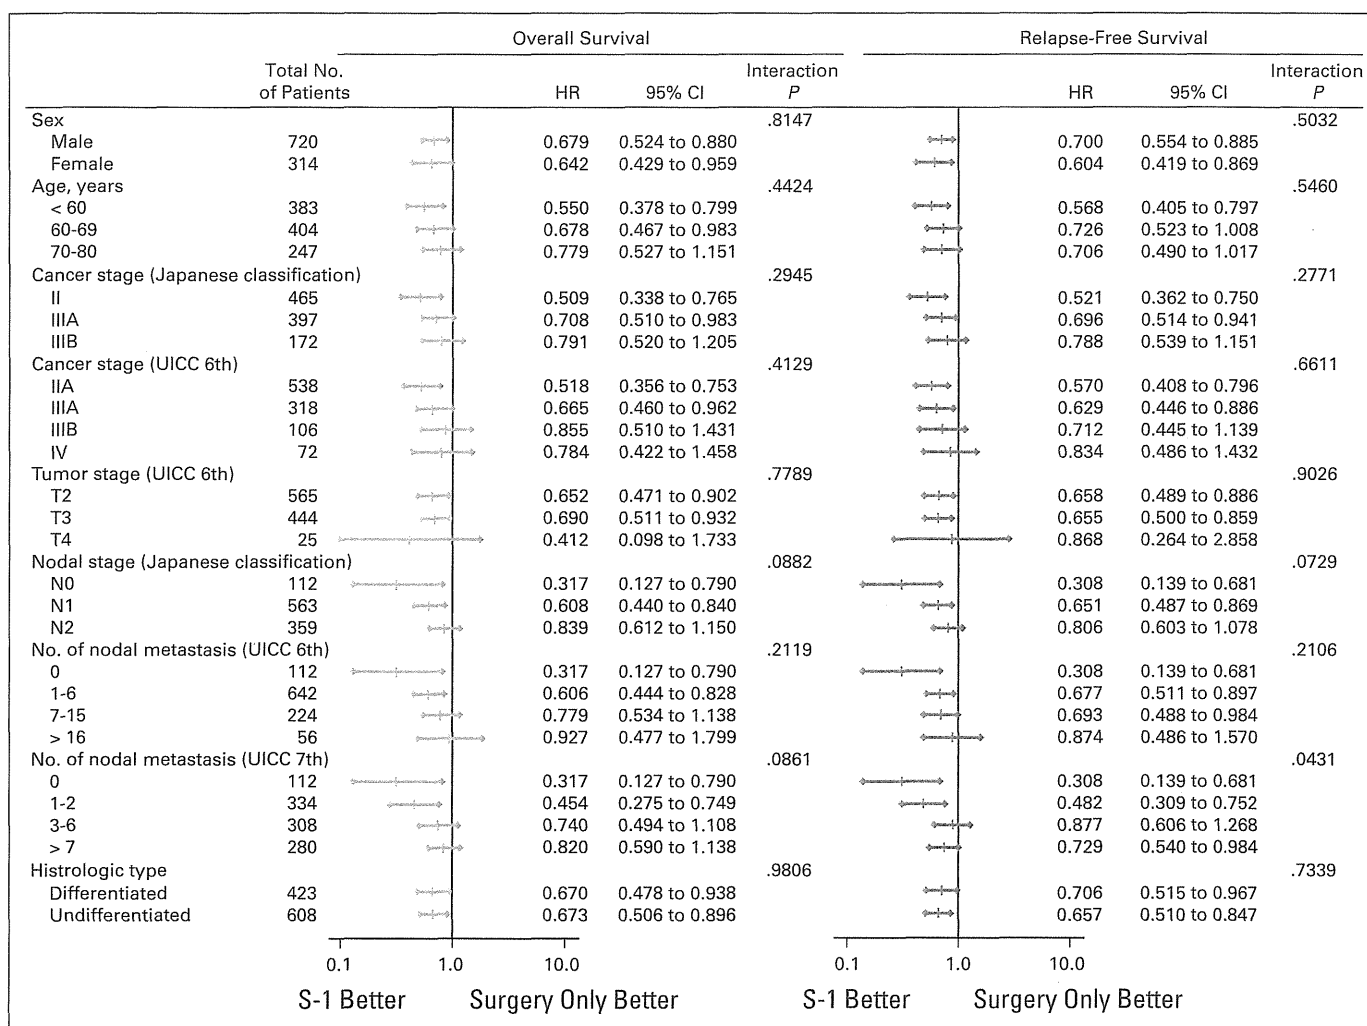 Overall Survival Relapse-Free Survival
Total No. Interaction Interaction
of Patients HR 95% CI P HR 95% CI P
Sex .8147 .5032
Male 720 0.679 0.524 to 0.880 0.700 0.554 to 0.885
Female 314 0.642 0.429 to 0.959 0.604 0.419 to 0.869
Age, years .4424 .5460
< 60 383 0.550 0.378 to 0.799 0.568 0.405 to 0.797
60-69 404 0.678 0.467 to 0.983 0.726 0.523 to 1.008
70-80 247 0.779 0.527 to 1.151 0.706 0.490 to 1.017
Cancer stage (Japanese classification) .2945 .2771
II 465 0.509 0.338 to 0.765 0.521 0.362 to 0.750
IIIA 397 0.708 0.510 to 0.983 0.696 0.514 to 0.941
IIIB 172 0.791 0.520 to 1.205 0.788 0.539 to 1.151
Cancer stage (UICC 6th) .4129 .6611
IIA 538 0.518 0.356 to 0.753 0.570 0.408 to 0.796
IIIA 318 0.665 0.460 to 0.962 0.629 0.446 to 0.886
IIIB 106 0.855 0.510 to 1.431 0.712 0.445 to 1.139
IV 72 0.784 0.422 to 1.458 0.834 0.486 to 1.432
Tumor stage (UICC 6th) .7789 .9026
T2 565 0.652 0.471 to 0.902 0.658 0.489 to 0.886
T3 444 0.690 0.511 to 0.932 0.655 0.500 to 0.859
T4 25 0.412 0.098 to 1.733 0.868 0.264 to 2.858
Nodal stage (Japanese classification) .0882 .0729
N0 112 0.317 0.127 to 0.790 0.308 0.139 to 0.681
N1 563 0.608 0.440 to 0.840 0.651 0.487 to 0.869
N2 359 0.839 0.612 to 1.150 0.806 0.603 to 1.078
No. of nodal metastasis (UICC 6th) .2119 .2106
0 112 0.317 0.127 to 0.790 0.308 0.139 to 0.681
1-6 642 0.606 0.444 to 0.828 0.677 0.511 to 0.897
7-15 224 0.779 0.534 to 1.138 0.693 0.488 to 0.984
> 16 56 0.927 0.477 to 1.799 0.874 0.486 to 1.570
No. of nodal metastasis (UICC 7th) .0861 .0431
0 112 0.317 0.127 to 0.790 0.308 0.139 to 0.681
1-2 334 0.454 0.275 to 0.749 0.482 0.309 to 0.752
3-6 308 0.740 0.494 to 1.108 0.877 0.606 to 1.268
> 7 280 0.820 0.590 to 1.138 0.729 0.540 to 0.984
Histrologic type .9806 .7339
Differentiated 423 0.670 0.478 to 0.938 0.706 0.515 to 0.967
Undifferentiated 608 0.673 0.506 to 0.896 0.657 0.510 to 0.847
0.1 1.0 10.0 0.1 1.0 10.0
S-1 Better Surgery Only Better S-1 Better Surgery Only Better